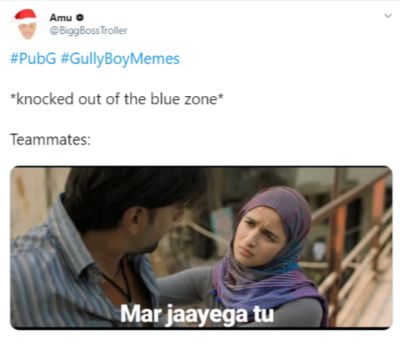 Amu
@BiggBossTroller
#PubG #GullyBoyMemes
*knocked out of the blue zone*
Teammates:
Mar jaayega tu